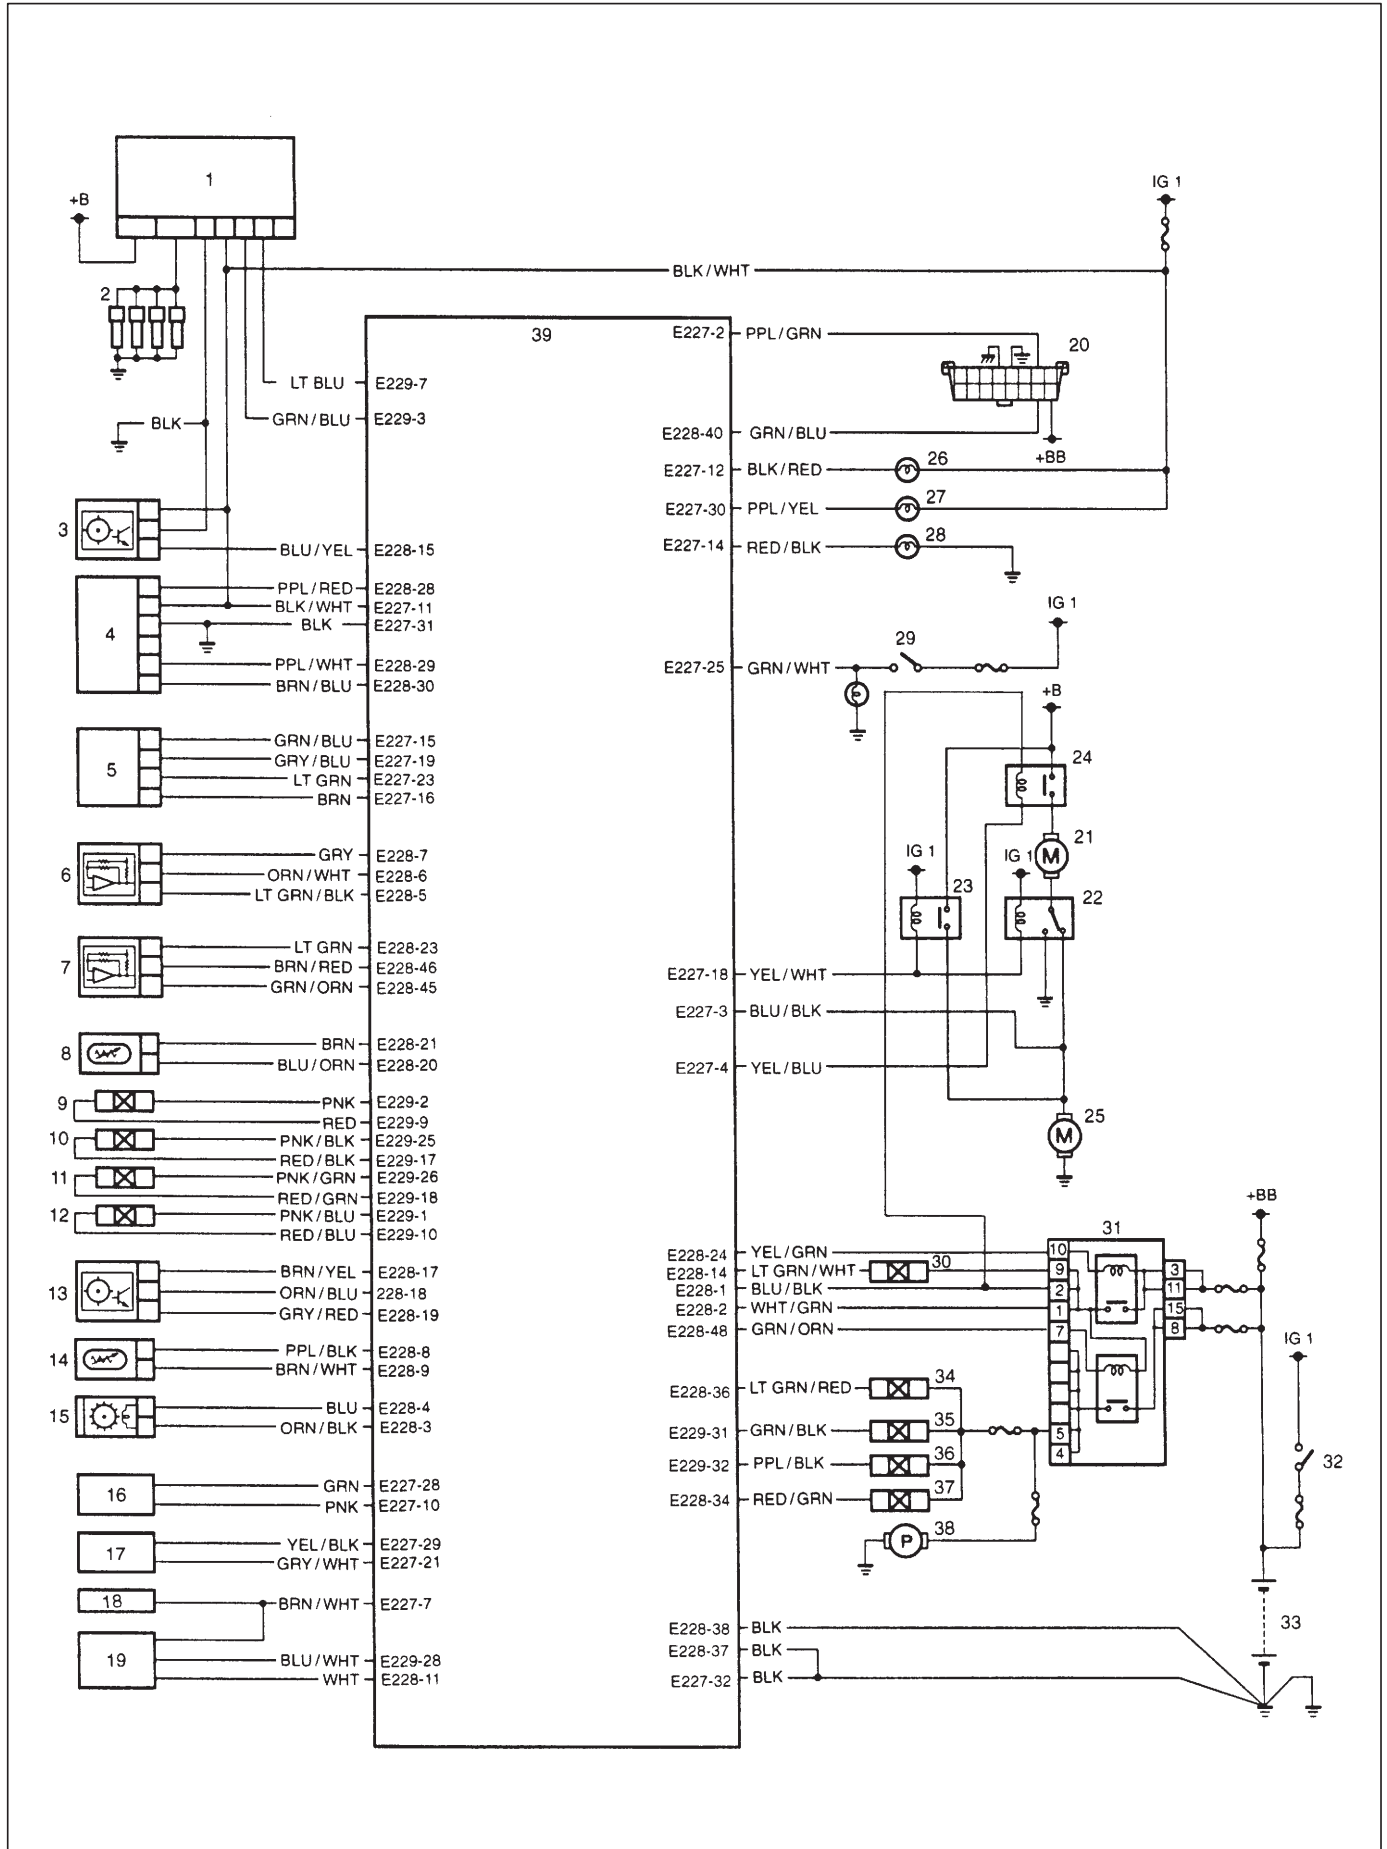 1
+B
IG 1
BLK/WHT
2
39
E227-2 PPL/GRN
20
LT BLU E229-7
GRN/BLU E229-3
BLK
E228-40 GRN/BLU
+BB
E227-12 BLK/RED 26
E227-30 PPL/YEL 27
E227-14 RED/BLK 28
3
BLU/YEL E228-15
4
PPL/RED E228-28
BLK/WHT E227-11
BLK E227-31
PPL/WHT E228-29
BRN/BLU E228-30
IG 1
29
E227-25 GRN/WHT
+B
24
5
GRN/BLU E227-15
GRY/BLU E227-19
LT GRN E227-23
BRN E227-16
21
M
IG 1
IG 1
23
22
6
GRY E228-7
ORN/WHT E228-6
LT GRN/BLK E228-5
7
LT GRN E228-23
BRN/RED E228-46
GRN/ORN E228-45
E227-18 YEL/WHT
E227-3 BLU/BLK
E227-4 YEL/BLU
8
BRN E228-21
BLU/ORN E228-20
9
PNK E229-2
RED E229-9
10
PNK/BLK E229-25
RED/BLK E229-17
11
PNK/GRN E229-26
RED/GRN E229-18
12
PNK/BLU E229-1
RED/BLU E229-10
25
M
+BB
31
13
BRN/YEL E228-17
ORN/BLU 228-18
GRY/RED E228-19
E228-24 YEL/GRN 10
E228-14 LT GRN/WHT 30 9 3
E228-1 BLU/BLK 2 11
E228-2 WHT/GRN 1 15
E228-48 GRN/ORN 7 8
IG 1
14
PPL/BLK E228-8
BRN/WHT E228-9
15
BLU E228-4
ORN/BLK E228-3
E228-36 LT GRN/RED 34
E229-31 GRN/BLK 35 5
E229-32 PPL/BLK 36 4
E228-34 RED/GRN 37
32
P 38
16
GRN E227-28
PNK E227-10
17
YEL/BLK E227-29
GRY/WHT E227-21
18
BRN/WHT E227-7
19
BLU/WHT E229-28
WHT E228-11
E228-38 BLK
E228-37 BLK
E227-32 BLK
33